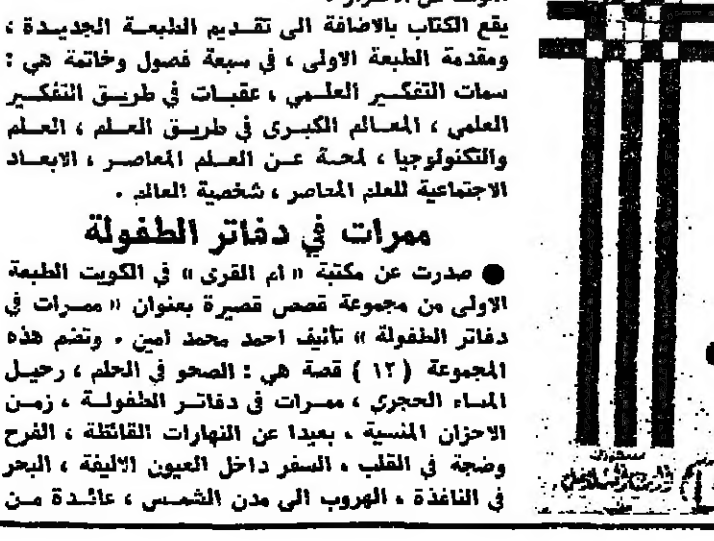 يقع الكتاب بالاضافة الى تقديم الطبعة الجديدة ،
ومقدمة الطبعة الاولى ، في سبعة فصول وخاتمة هي :
سمات التفكير العلمي ، عقبات في طريق التفكير
العلمي ، المعالم الكبرى في طريق العلم ، العلم
والتكنولوجيا ، لمحة عن العلم المعاصر ، الابعاد
الاجتماعية للعلم المعاصر ، شخصية العالم .
ممرات في دفاتر الطفولة
● صدرت عن مكتبة « ام القرى » في الكويت الطبعة
الاولى من مجموعة قصص قصيرة بعنوان « ممرات في
دفاتر الطفولة » تأليف احمد محمد امين . وتضم هذه
المجموعة ( ١٢ ) قصة هي : الصحو في الحلم ، رحيل
الماء الحجري ، ممرات في دفاتر الطفولة ، زمن
الاحزان المنسية ، بعيدا عن النهارات القائظة ، الفرح
وضجة في القلب ، السفر داخل العيون الاليفة ، البحر
في النافذة ، الهروب الى مدن الشمس ، عائدة من